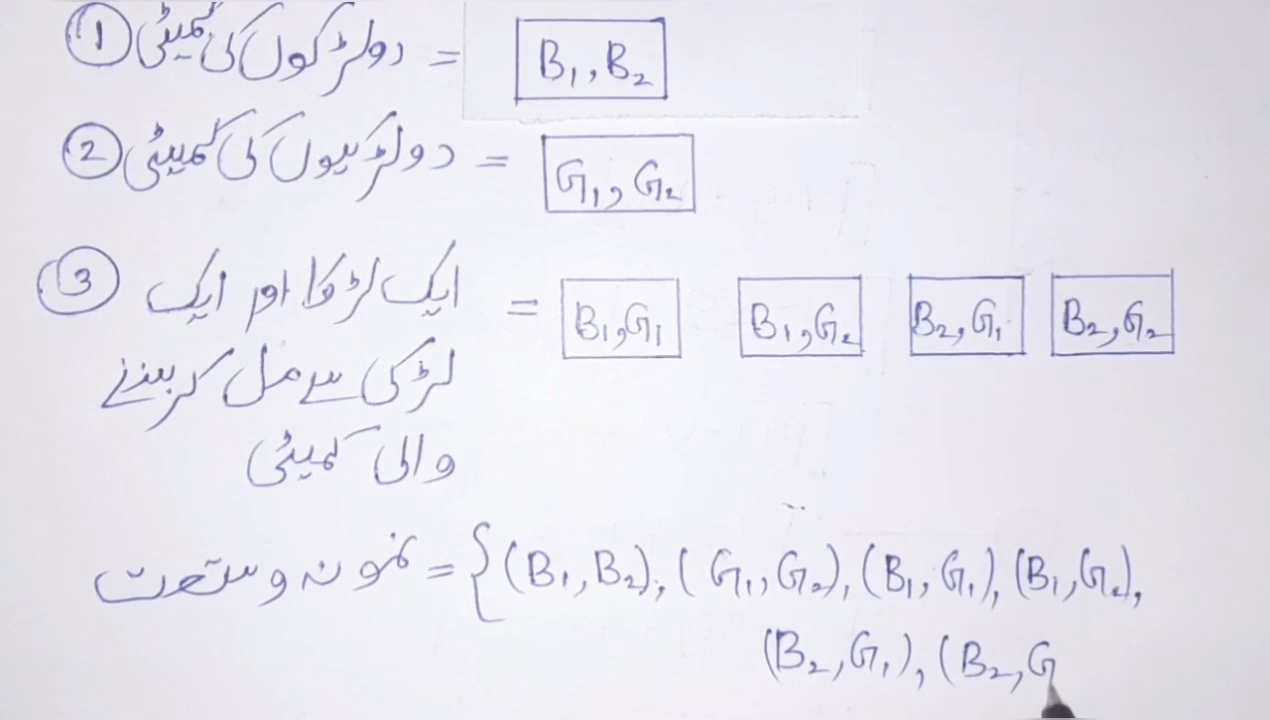 ① دو لڑکوں کی کمیٹی = B₁, B₂
② دو لڑکیوں کی کمیٹی = G₁, G₂
③ ایک لڑکا اور ایک = B₁, G₁ B₁, G₂ B₂, G₁ B₂, G₂
لڑکی سے مل کر بننے
والی کمیٹی
نمونہ وسعت = {(B₁, B₂), (G₁, G₂), (B₁, G₁), (B₁, G₂),
(B₂, G₁), (B₂, G